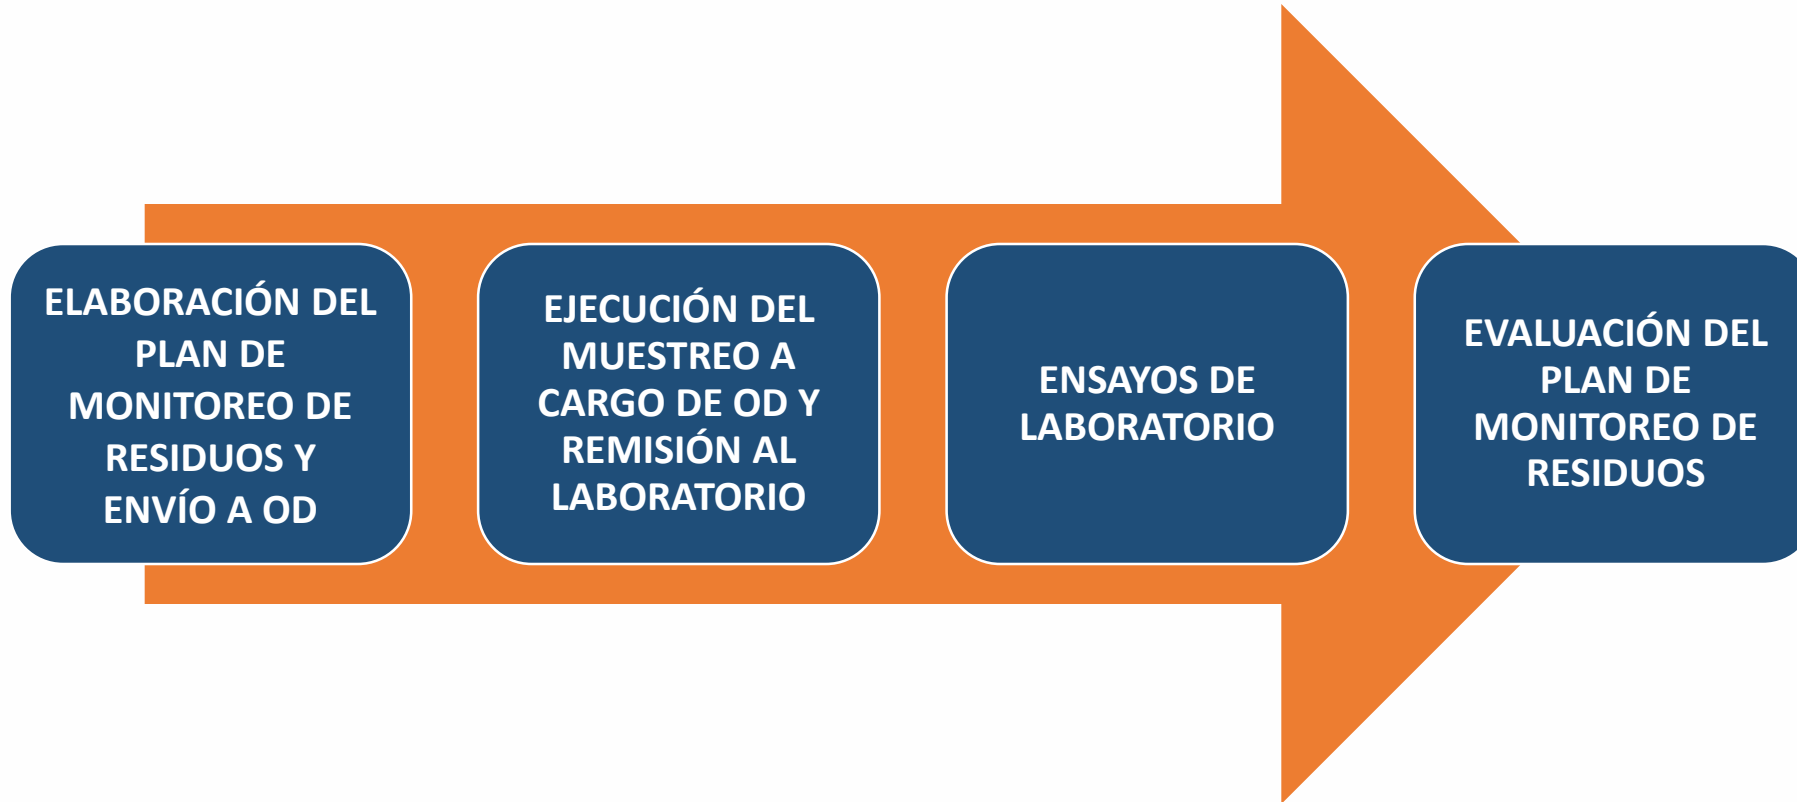 ELABORACIÓN DEL
PLAN DE
MONITOREO DE
RESIDUOS Y
ENVÍO A OD
EJECUCIÓN DEL
MUESTREO A
CARGO DE OD Y
REMISIÓN AL
LABORATORIO
ENSAYOS DE
LABORATORIO
EVALUACIÓN DEL
PLAN DE
MONITOREO DE
RESIDUOS